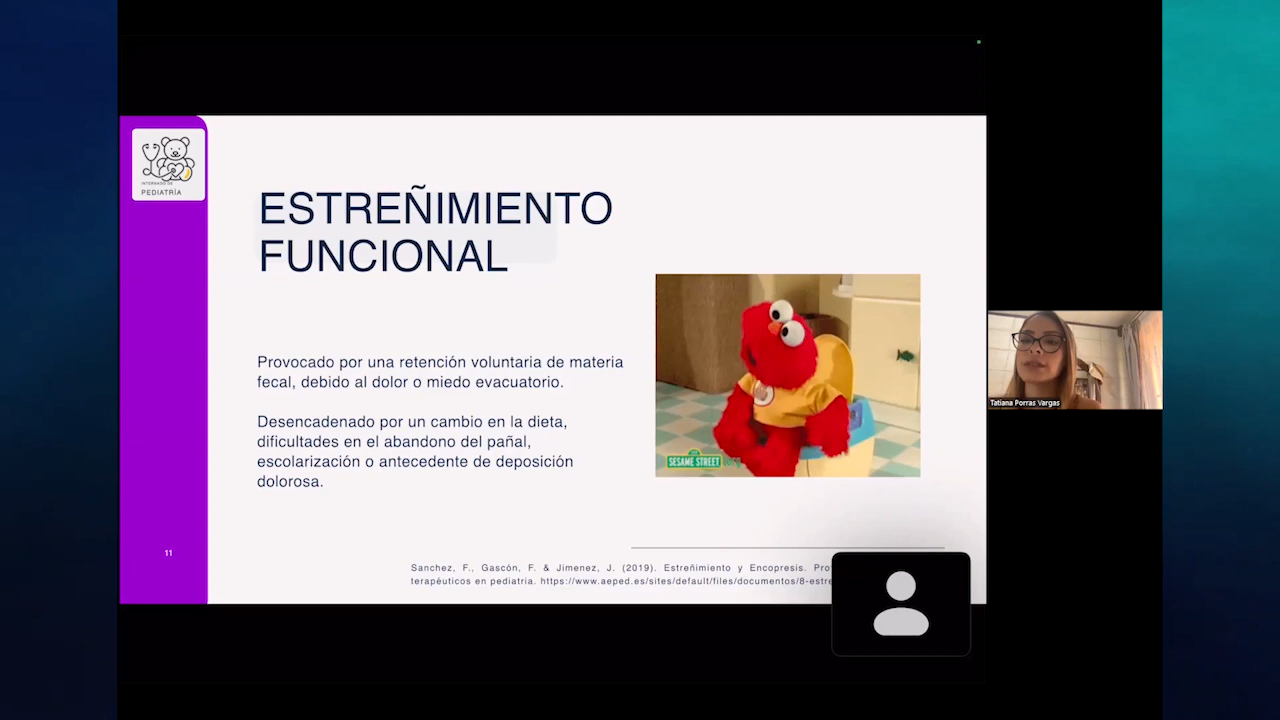 INTERNADO DE
PEDIATRÍA
ESTREÑIMIENTO
FUNCIONAL
Provocado por una retención voluntaria de materia
fecal, debido al dolor o miedo evacuatorio.
Desencadenado por un cambio en la dieta,
dificultades en el abandono del pañal,
escolarización o antecedente de deposición
dolorosa.
SESAME STREET
Tatiana Porras Vargas
11
Sanchez, F., Gascón, F. & Jimenez, J. (2019). Estreñimiento y Encopresis.
terapéuticos en pediatria. https://www.aeped.es/sites/default/files/documentos/8-estre